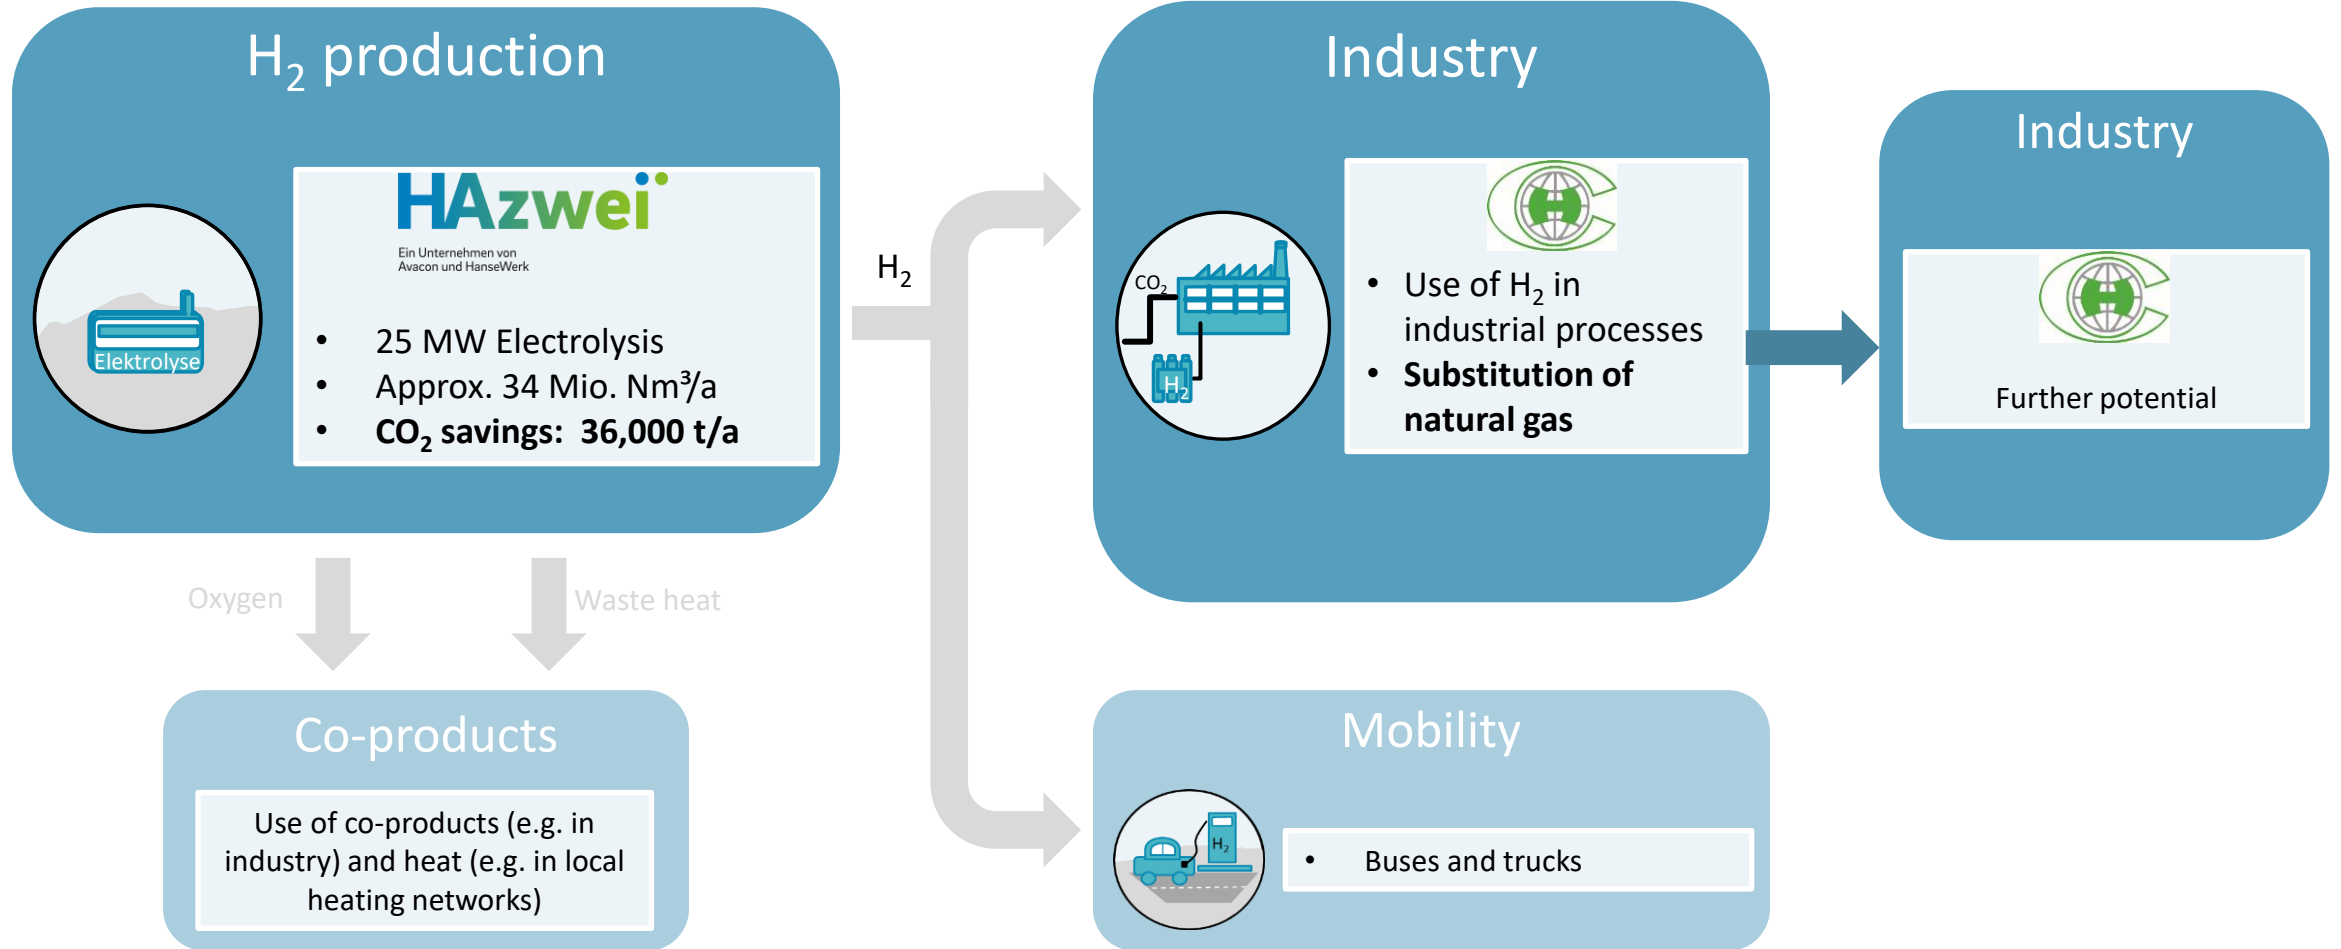 H₂ production
HAzwei
Ein Unternehmen von
Avacon und HanseWerk
Elektrolyse
• 25 MW Electrolysis
• Approx. 34 Mio. Nm³/a
• CO₂ savings: 36,000 t/a
H₂
Industry
CO₂
H₂
CH
• Use of H₂ in
industrial processes
• Substitution of
natural gas
Industry
CH
Further potential
Oxygen
Waste heat
Co-products
Use of co-products (e.g. in
industry) and heat (e.g. in local
heating networks)
Mobility
H₂
• Buses and trucks